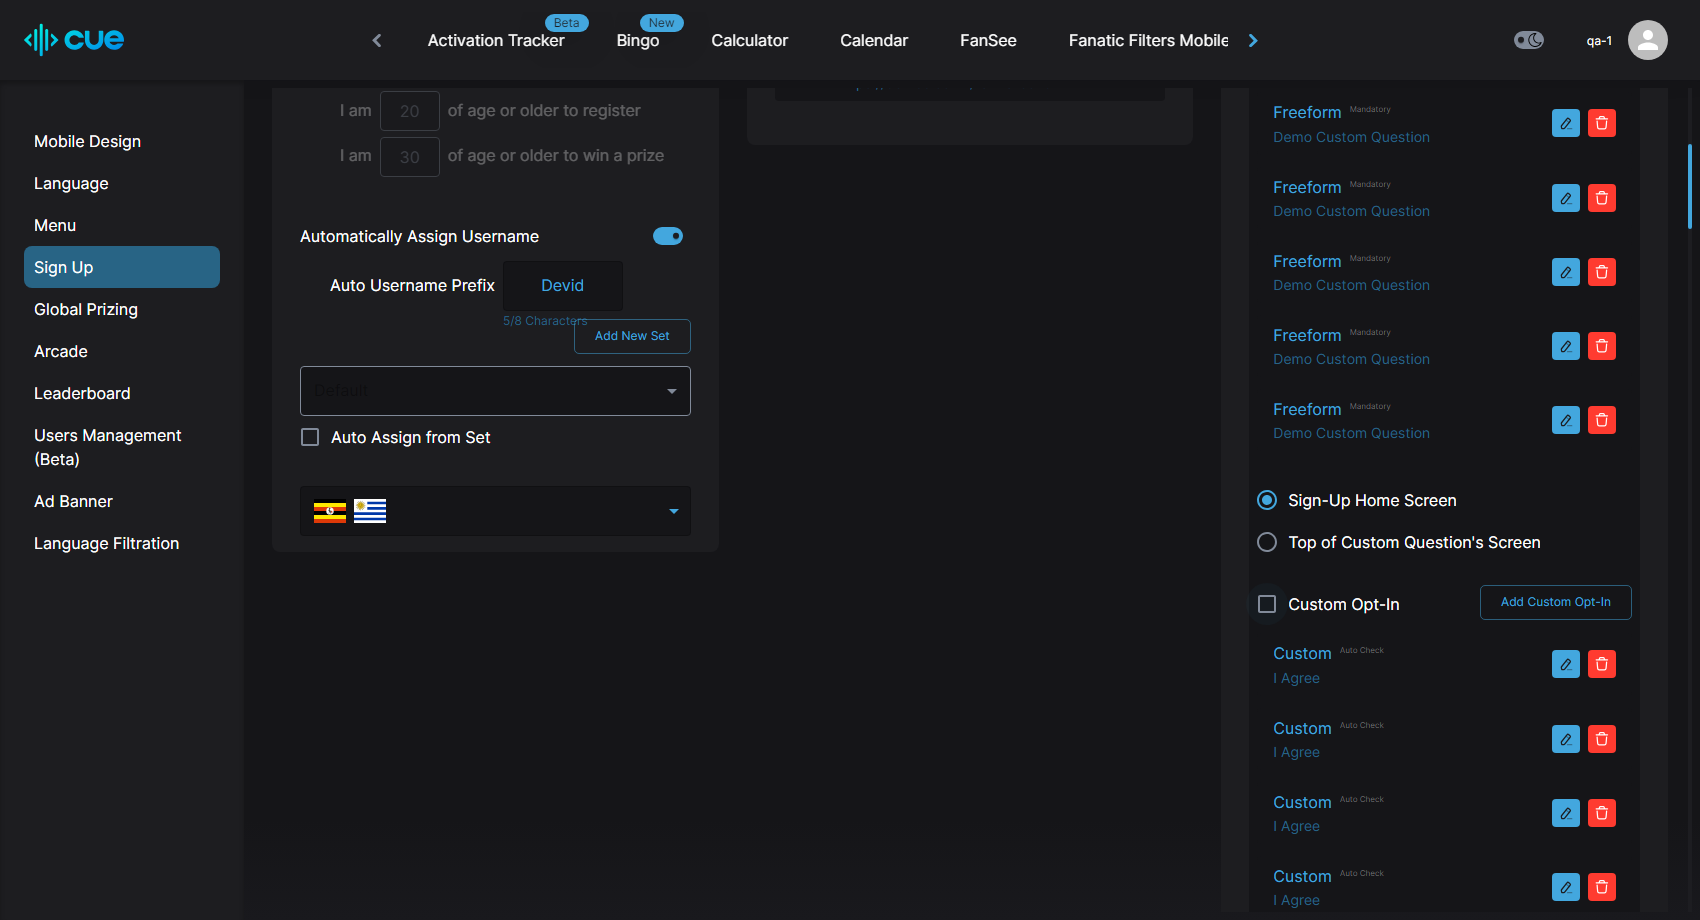 cue
Activation Tracker
Beta
Bingo
New
Calculator
Calendar
FanSee
Fanatic Filters Mobile
qa-1
Mobile Design
Language
Menu
Sign Up
Global Prizing
Arcade
Leaderboard
Users Management
(Beta)
Ad Banner
Language Filtration
I am 20 of age or older to register
I am 30 of age or older to win a prize
Automatically Assign Username
Auto Username Prefix Devid
5/8 Characters
Add New Set
Default
Auto Assign from Set
Freeform Mandatory
Demo Custom Question
Freeform Mandatory
Demo Custom Question
Freeform Mandatory
Demo Custom Question
Freeform Mandatory
Demo Custom Question
Freeform Mandatory
Demo Custom Question
Sign-Up Home Screen
Top of Custom Question's Screen
Custom Opt-In
Add Custom Opt-In
Custom Auto Check
I Agree
Custom Auto Check
I Agree
Custom Auto Check
I Agree
Custom Auto Check
I Agree